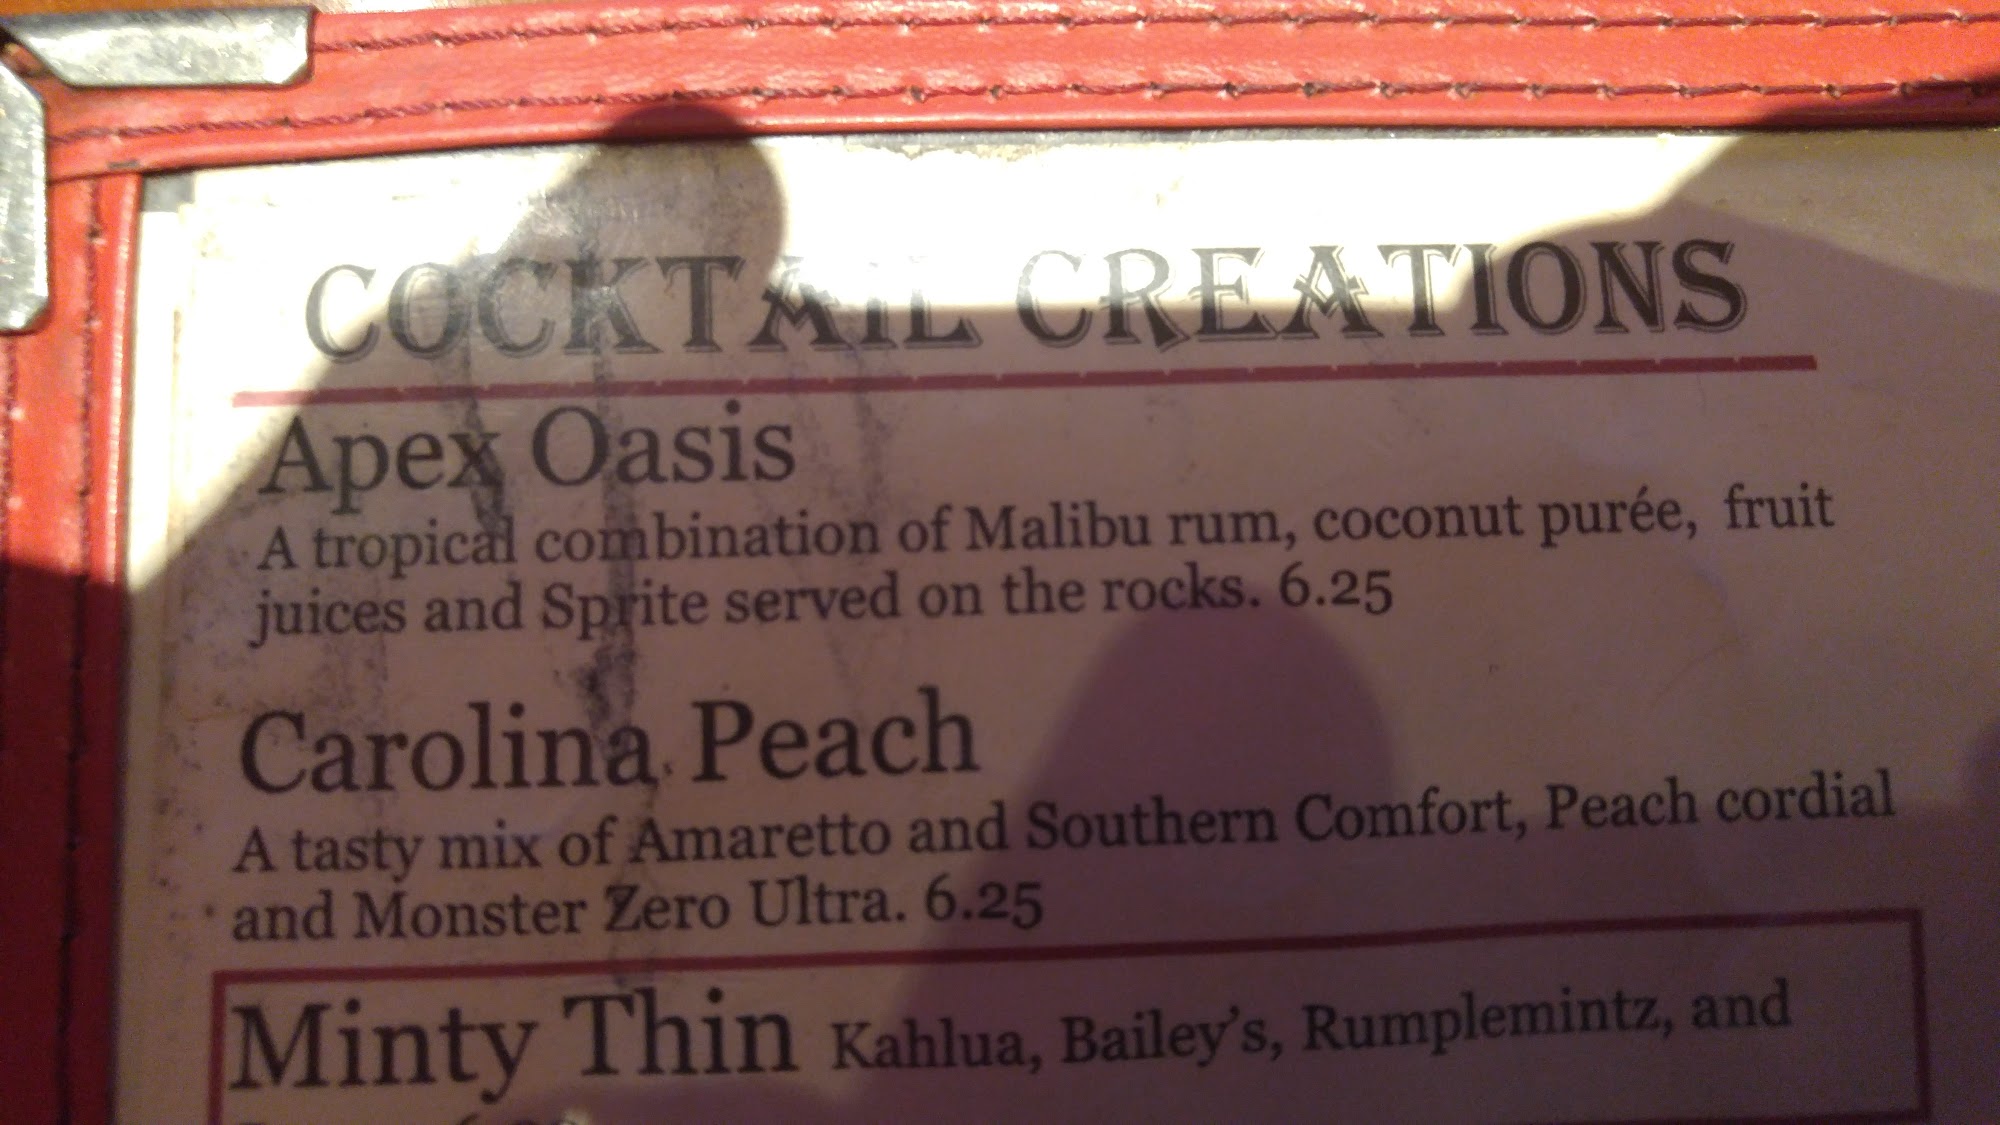 COCKTAIL CREATIONS
Apex Oasis
A tropical combination of Malibu rum, coconut purée, fruit
juices and Sprite served on the rocks. 6.25
Carolina Peach
A tasty mix of Amaretto and Southern Comfort, Peach cordial
and Monster Zero Ultra. 6.25
Minty Thin Kahlua, Bailey's, Rumplemintz, and